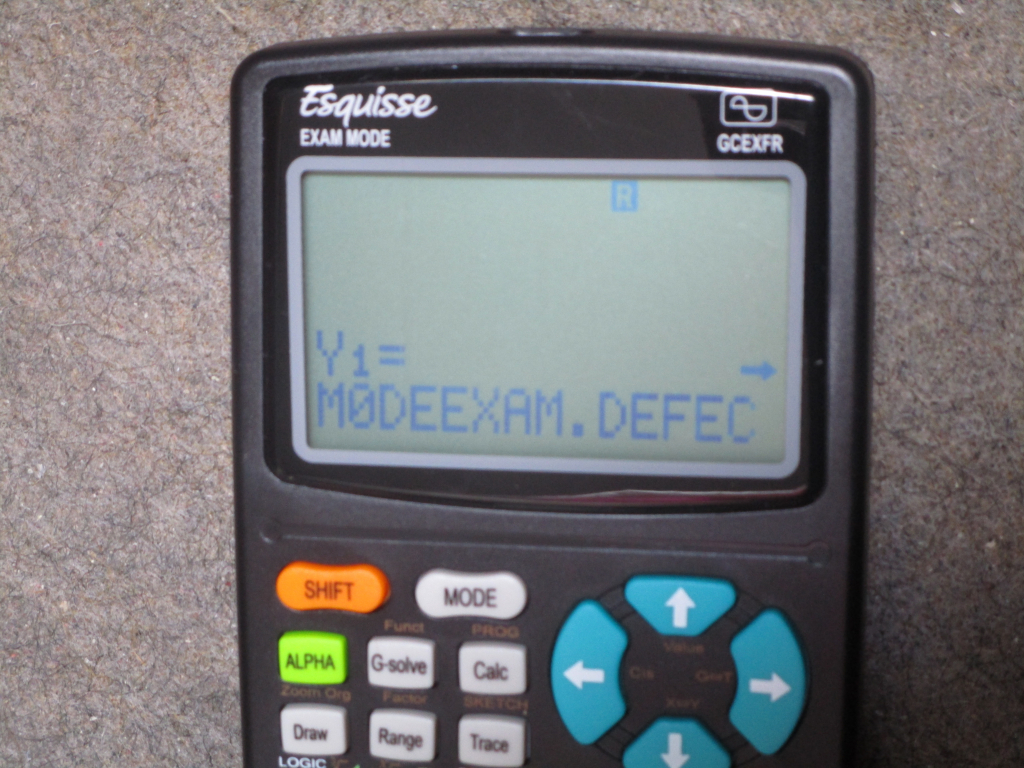 Esquisse
EXAM MODE
GCEXFR
R
Y1=
M0DEEXAM.DEFEC
SHIFT
MODE
Funct
PROG
ALPHA
G-solve
Calc
Value
Zoom Org
Factor
SKETCH
Draw
Range
Trace
LOGIC